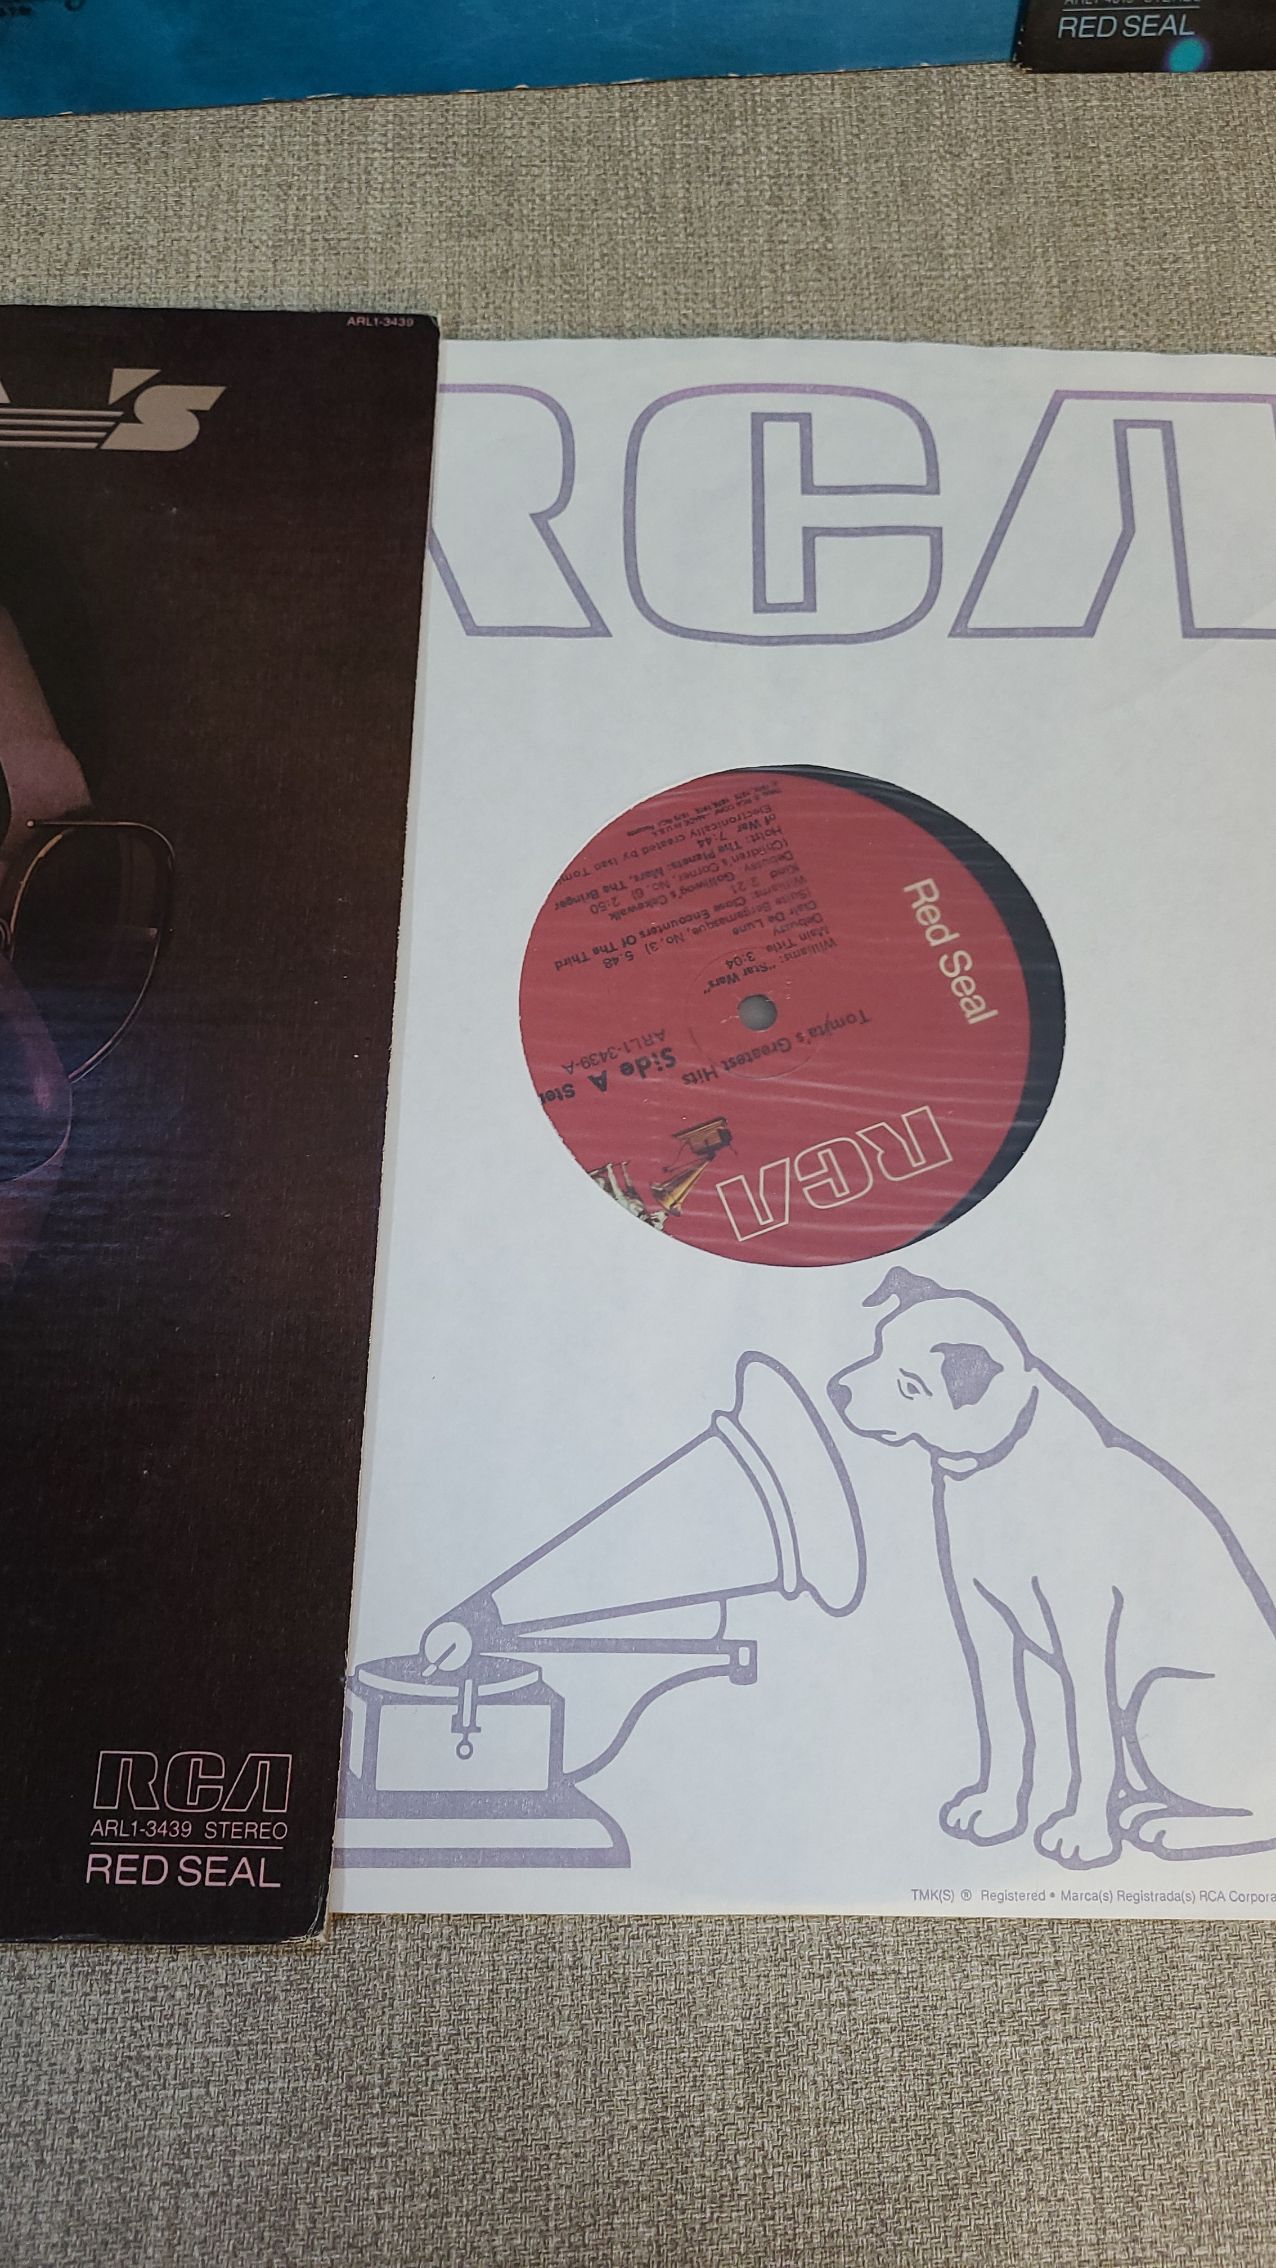 RED SEAL
ARL1-3439
'S
RCA
Red Seal
RCA
Tomita's Greatest Hits
Side A
ARL1-3439-A
Williams: "Star Wars"
Main Title 3:04
Debussy
Clair De Lune
(Suite Bergamasque, No. 3) 5:48
Williams: Close Encounters Of The Third
Kind 3:21
Debussy: Golliwog's Cakewalk
(Children's Corner, No. 6) 2:50
Holst: The Planets: Mars, The Bringer
of War 7:44
Electronically created by Isao
RCA
ARL1-3439 STEREO
RED SEAL
TMK(S) ® Registered • Marca(s) Registrada(s) RCA